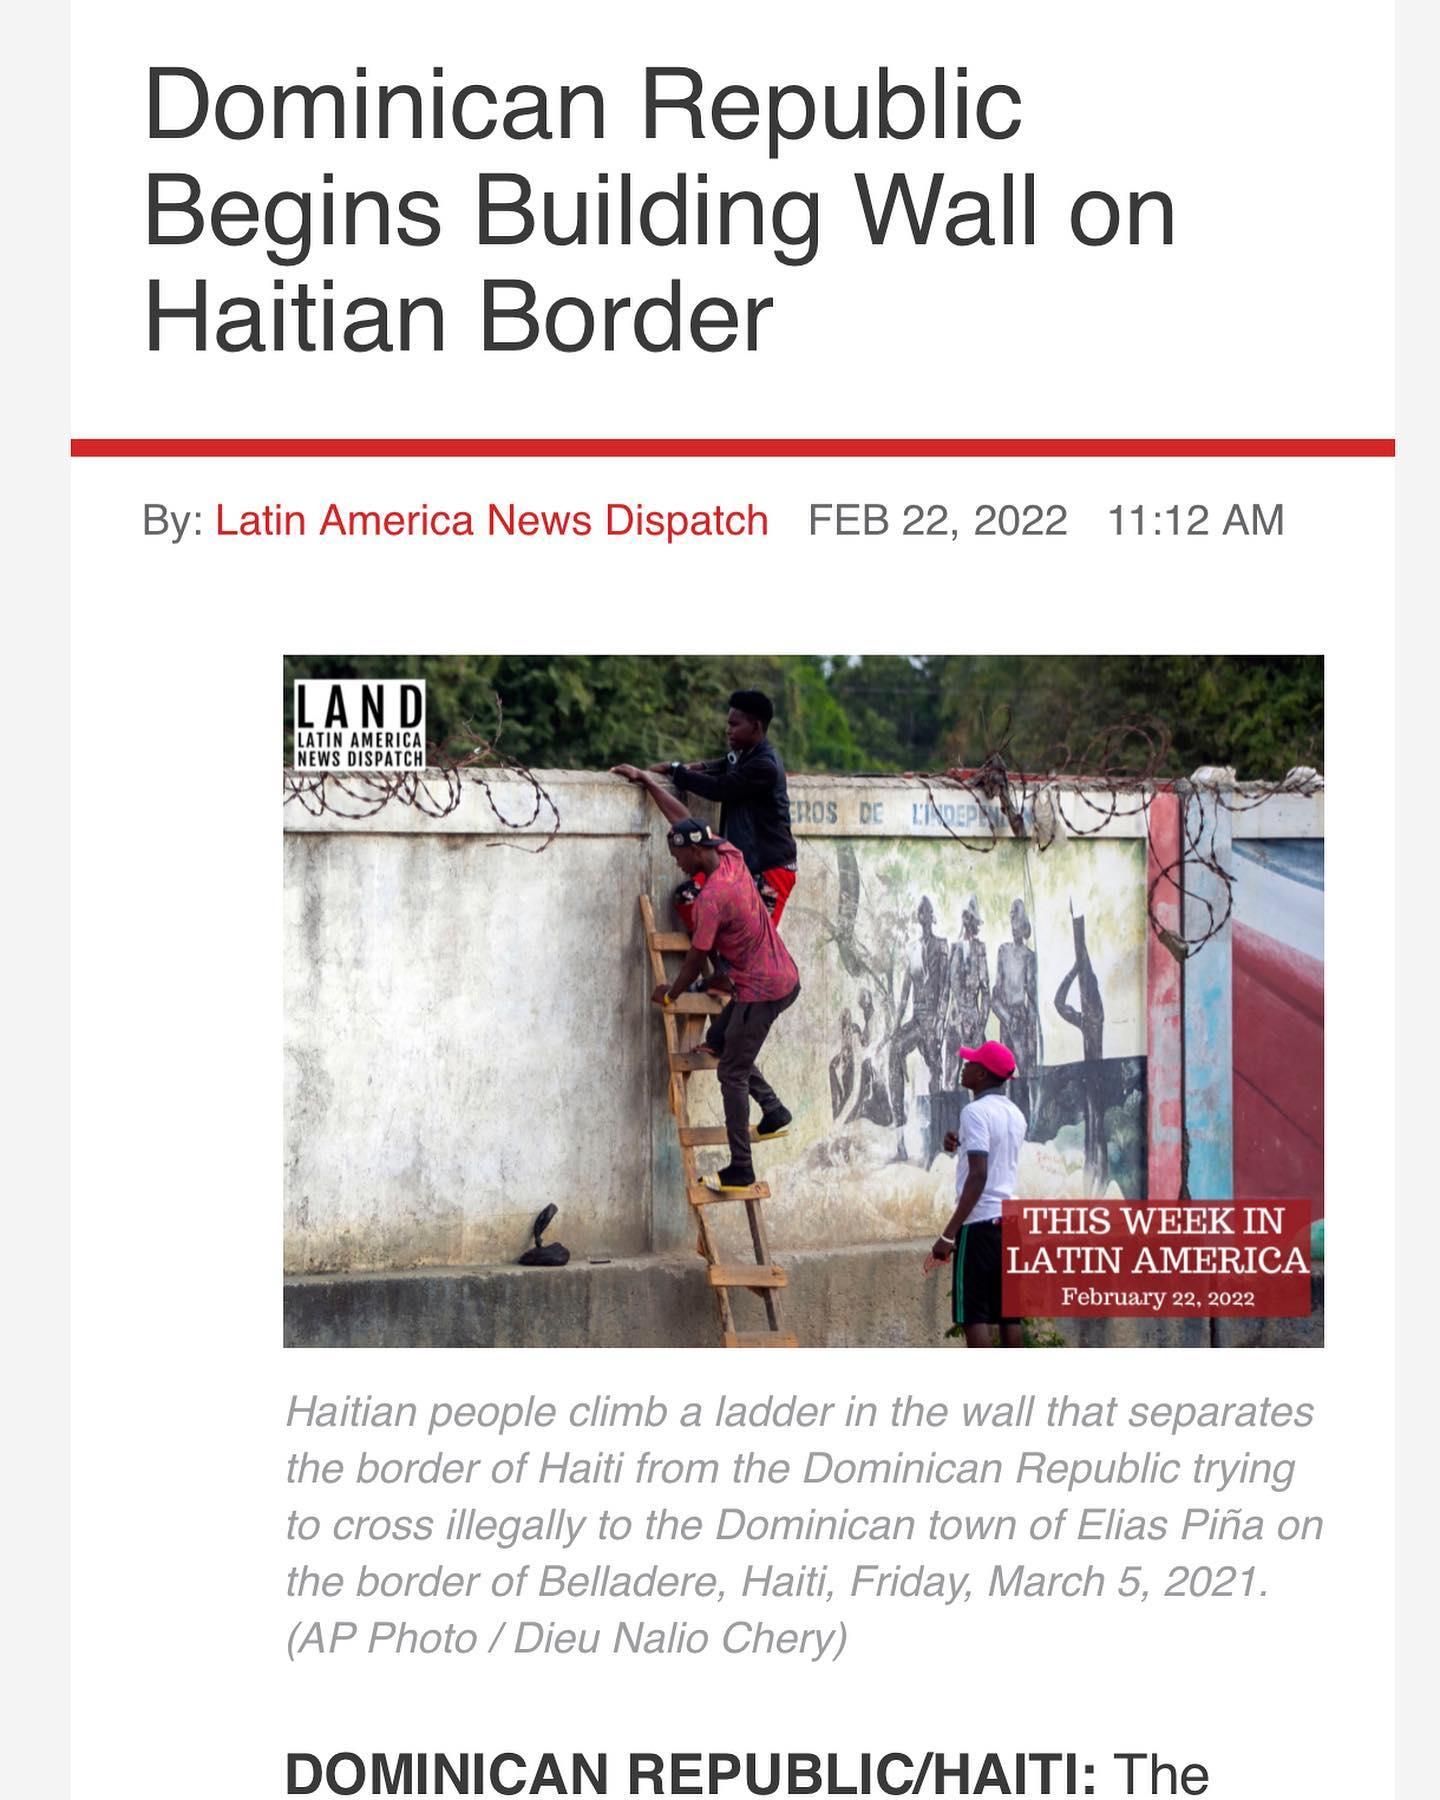 Dominican Republic
Begins Building Wall on
Haitian Border
By: Latin America News Dispatch FEB 22, 2022 11:12 AM
LAND
LATIN AMERICA
NEWS DISPATCH
EROS DE L'INDEPEN
THIS WEEK IN
LATIN AMERICA
February 22, 2022
Haitian people climb a ladder in the wall that separates
the border of Haiti from the Dominican Republic trying
to cross illegally to the Dominican town of Elias Piña on
the border of Belladere, Haiti, Friday, March 5, 2021.
(AP Photo / Dieu Nalio Chery)
DOMINICAN REPUBLIC/HAITI: The